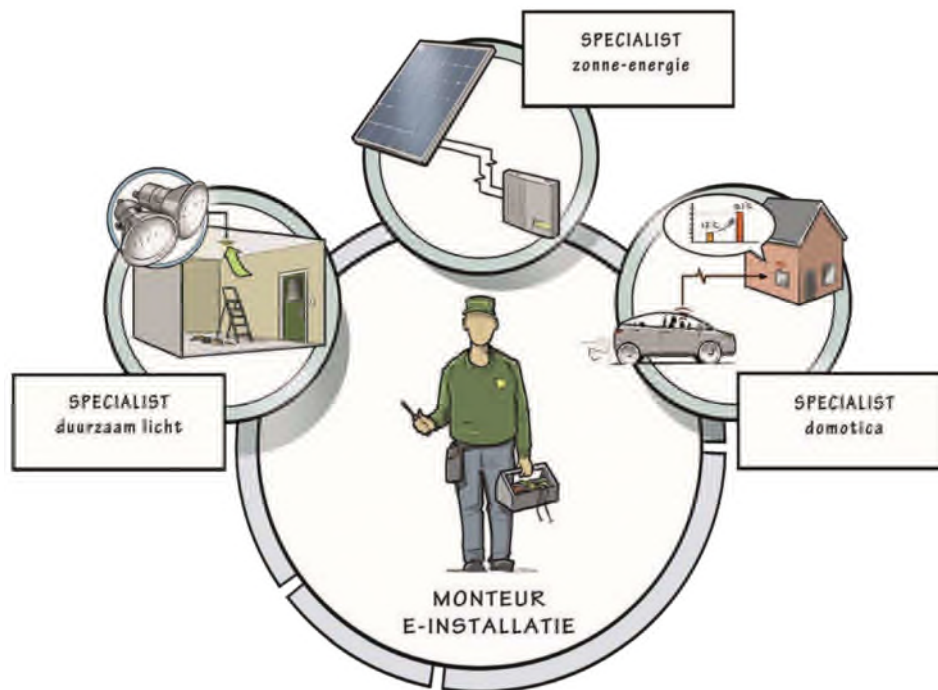 SPECIALIST
zonne-energie
SPECIALIST
duurzaam licht
SPECIALIST
domotica
MONTEUR
E-INSTALLATIE